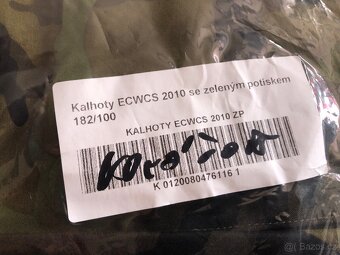 Kalhoty ECWCS 2010 se zeleným potiskem
182/100
KALHOTY ECWCS 2010 ZP
K 0120080476116 1